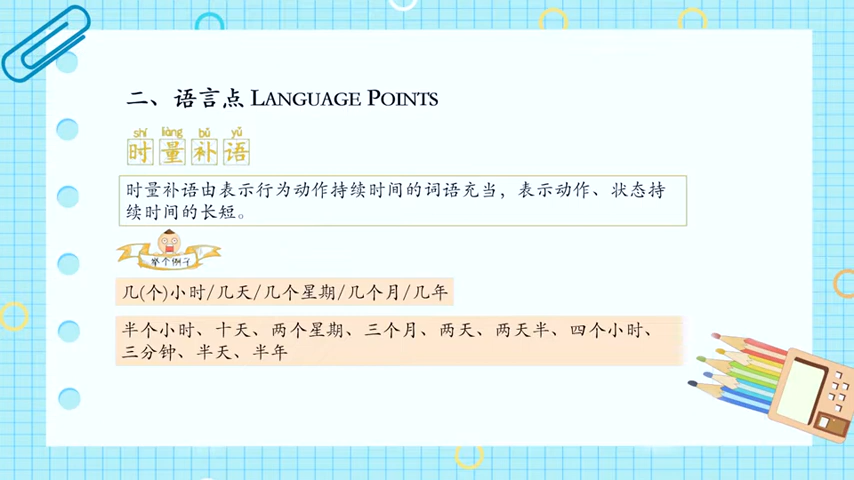 二、语言点 LANGUAGE POINTS
shí liàng bǔ yǔ
时量补语
时量补语由表示行为动作持续时间的词语充当，表示动作、状态持
续时间的长短。
举个例子
几(个)小时/几天/几个星期/几个月/几年
半个小时、十天、两个星期、三个月、两天、两天半、四个小时、
三分钟、半天、半年